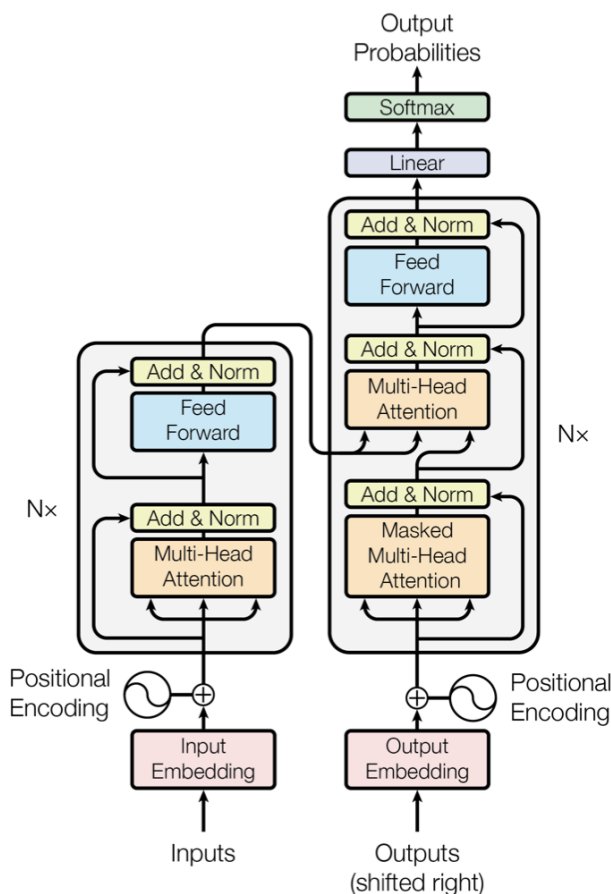 Output
Probabilities
Softmax
Linear
Add & Norm
Feed
Forward
Add & Norm
Multi-Head
Attention
Add & Norm
Masked
Multi-Head
Attention
N×
Add & Norm
Feed
Forward
Add & Norm
Multi-Head
Attention
N×
Positional
Encoding
Positional
Encoding
Input
Embedding
Output
Embedding
Inputs
Outputs
(shifted right)